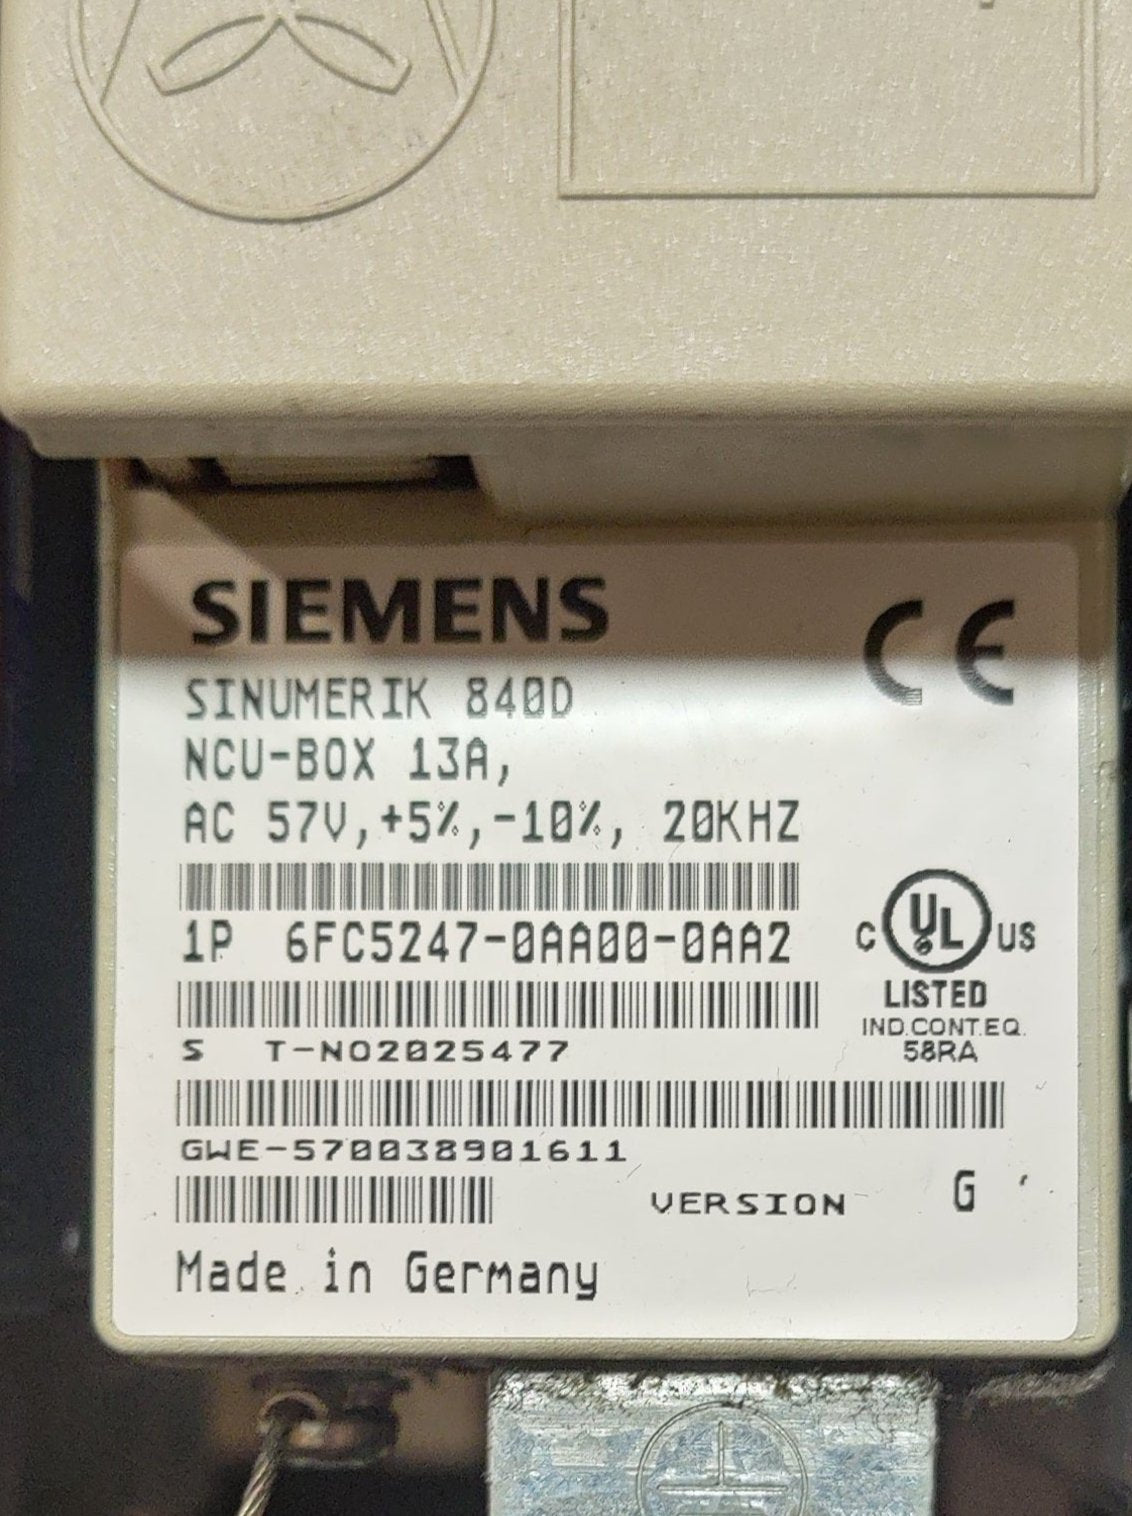 SIEMENS
CE
SINUMERIK 840D
NCU-BOX 13A,
AC 57V,+5%,-10%, 20KHZ
1P 6FC5247-0AA00-0AA2
C UL US
LISTED
IND.CONT.EQ.
58RA
S T-NO2025477
GWE-570038901611
VERSION G
Made in Germany